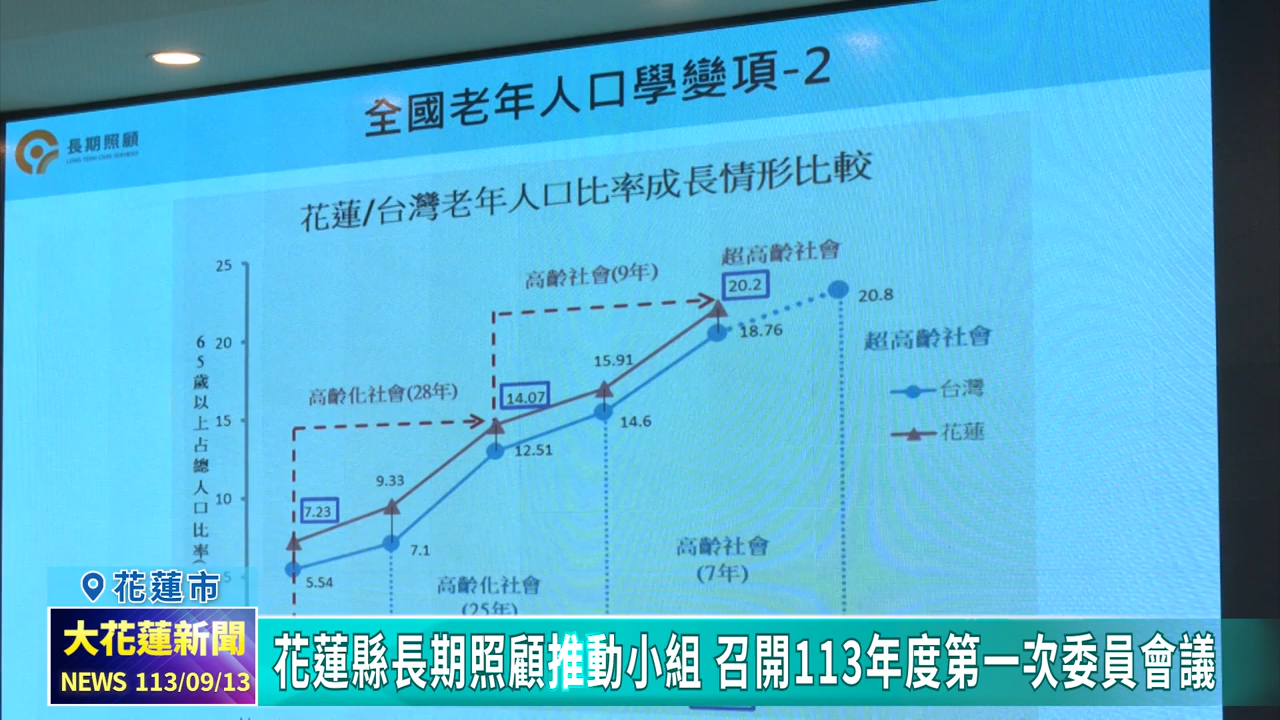 全國老年人口學變項-2
長期照顧
LONG TERM CARE SERVICES
花蓮/台灣老年人口比率成長情形比較
25
20
15
10
5
65歲以上占總人口比率
高齡化社會(28年)
高齡社會(9年)
超高齡社會
20.2
20.8
18.76
超高齡社會
15.91
14.07
14.6
12.51
9.33
7.23
7.1
5.54
台灣
花蓮
高齡社會
(7年)
高齡化社會
(25年)
花蓮市
大花蓮新聞
NEWS 113/09/13
花蓮縣長期照顧推動小組 召開113年度第一次委員會議